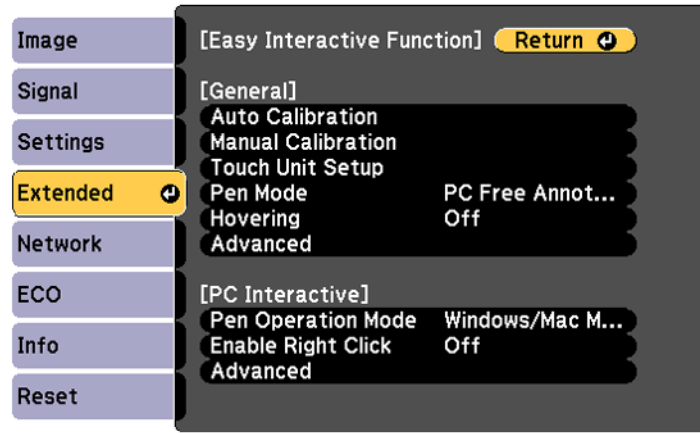 Image
Signal
Settings
Extended
Network
ECO
Info
Reset
[Easy Interactive Function] Return
[General]
Auto Calibration
Manual Calibration
Touch Unit Setup
Pen Mode PC Free Annot...
Hovering Off
Advanced
[PC Interactive]
Pen Operation Mode Windows/Mac M...
Enable Right Click Off
Advanced